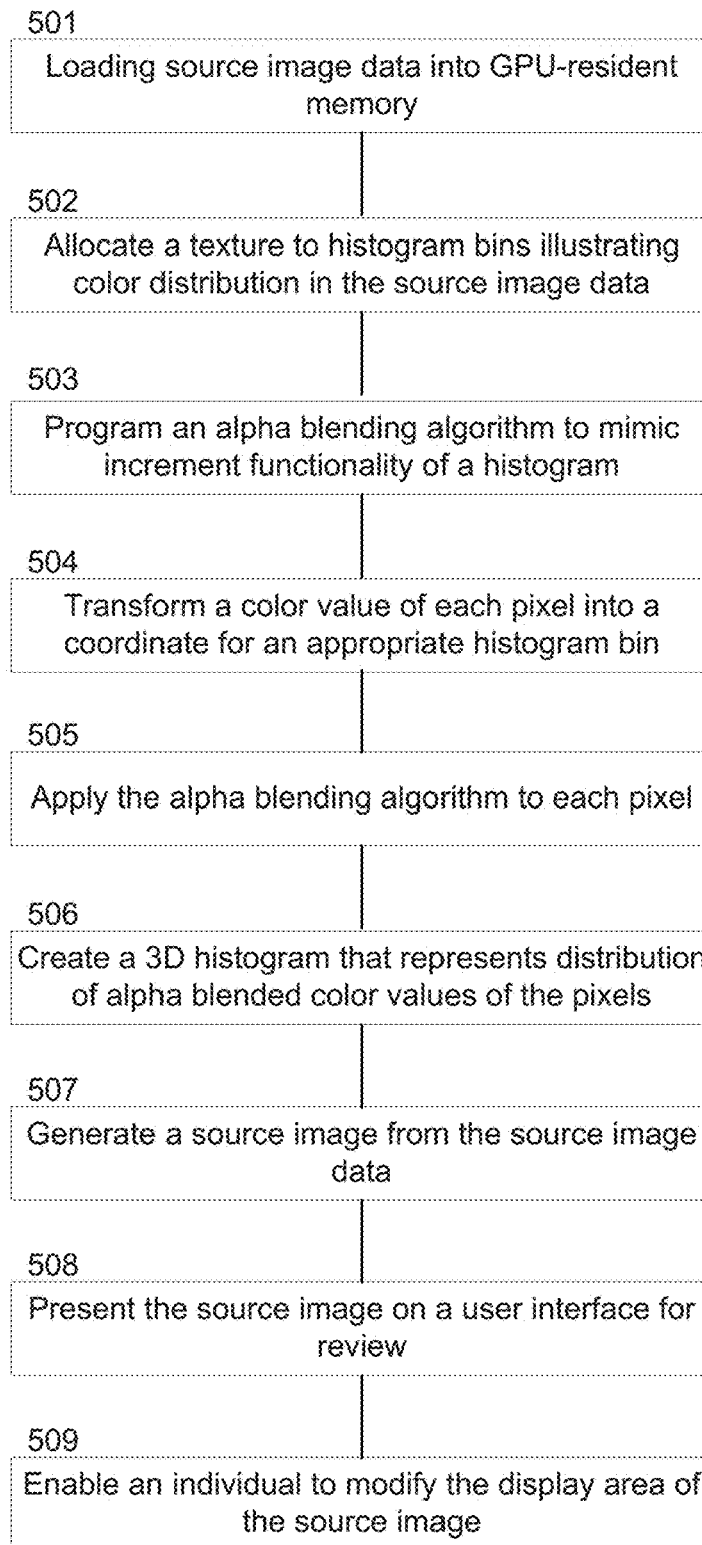 501
Loading source image data into GPU-resident
memory
502
Allocate a texture to histogram bins illustrating
color distribution in the source image data
503
Program an alpha blending algorithm to mimic
increment functionality of a histogram
504
Transform a color value of each pixel into a
coordinate for an appropriate histogram bin
505
Apply the alpha blending algorithm to each pixel
506
Create a 3D histogram that represents distribution
of alpha blended color values of the pixels
507
Generate a source image from the source image
data
508
Present the source image on a user interface for
review
509
Enable an individual to modify the display area of
the source image